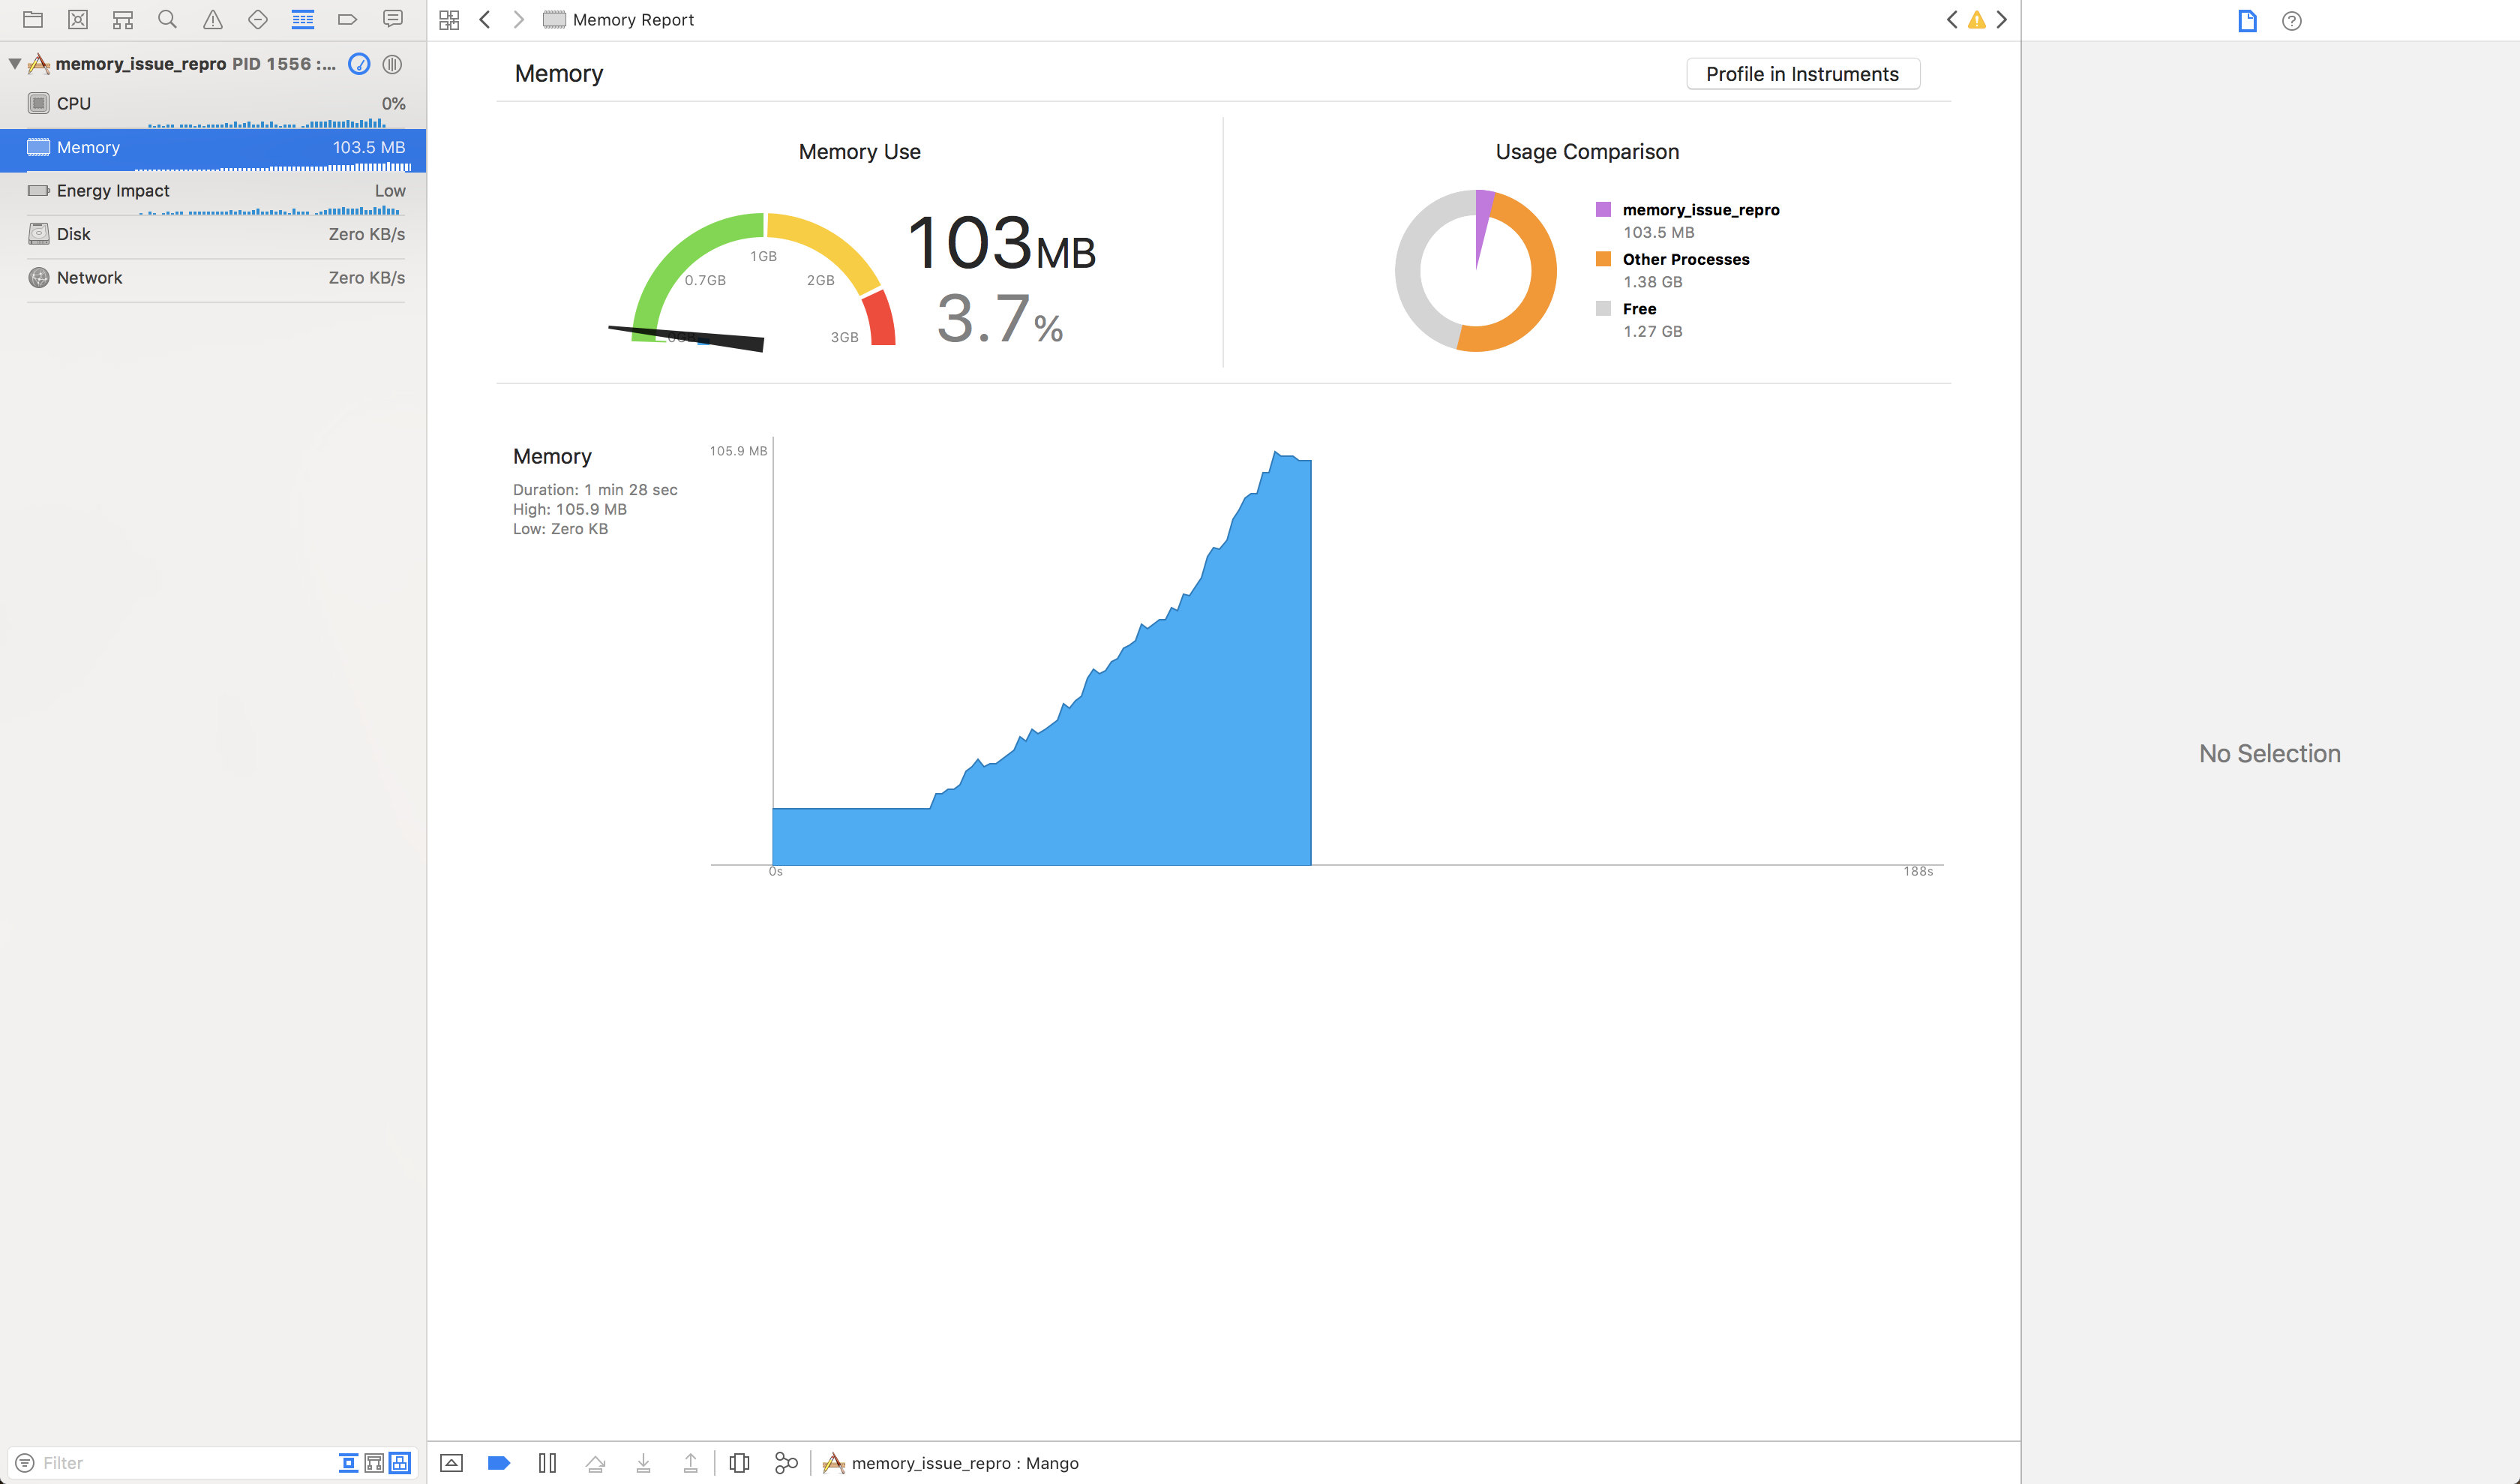 Memory Report
memory_issue_repro PID 1556 :...
CPU 0%
Memory 103.5 MB
Energy Impact Low
Disk Zero KB/s
Network Zero KB/s
Memory
Profile in Instruments
Memory Use
0.7GB
1GB
2GB
3GB
103MB
3.7%
Usage Comparison
memory_issue_repro
103.5 MB
Other Processes
1.38 GB
Free
1.27 GB
Memory
Duration: 1 min 28 sec
High: 105.9 MB
Low: Zero KB
105.9 MB
0s
188s
No Selection
Filter
memory_issue_repro : Mango